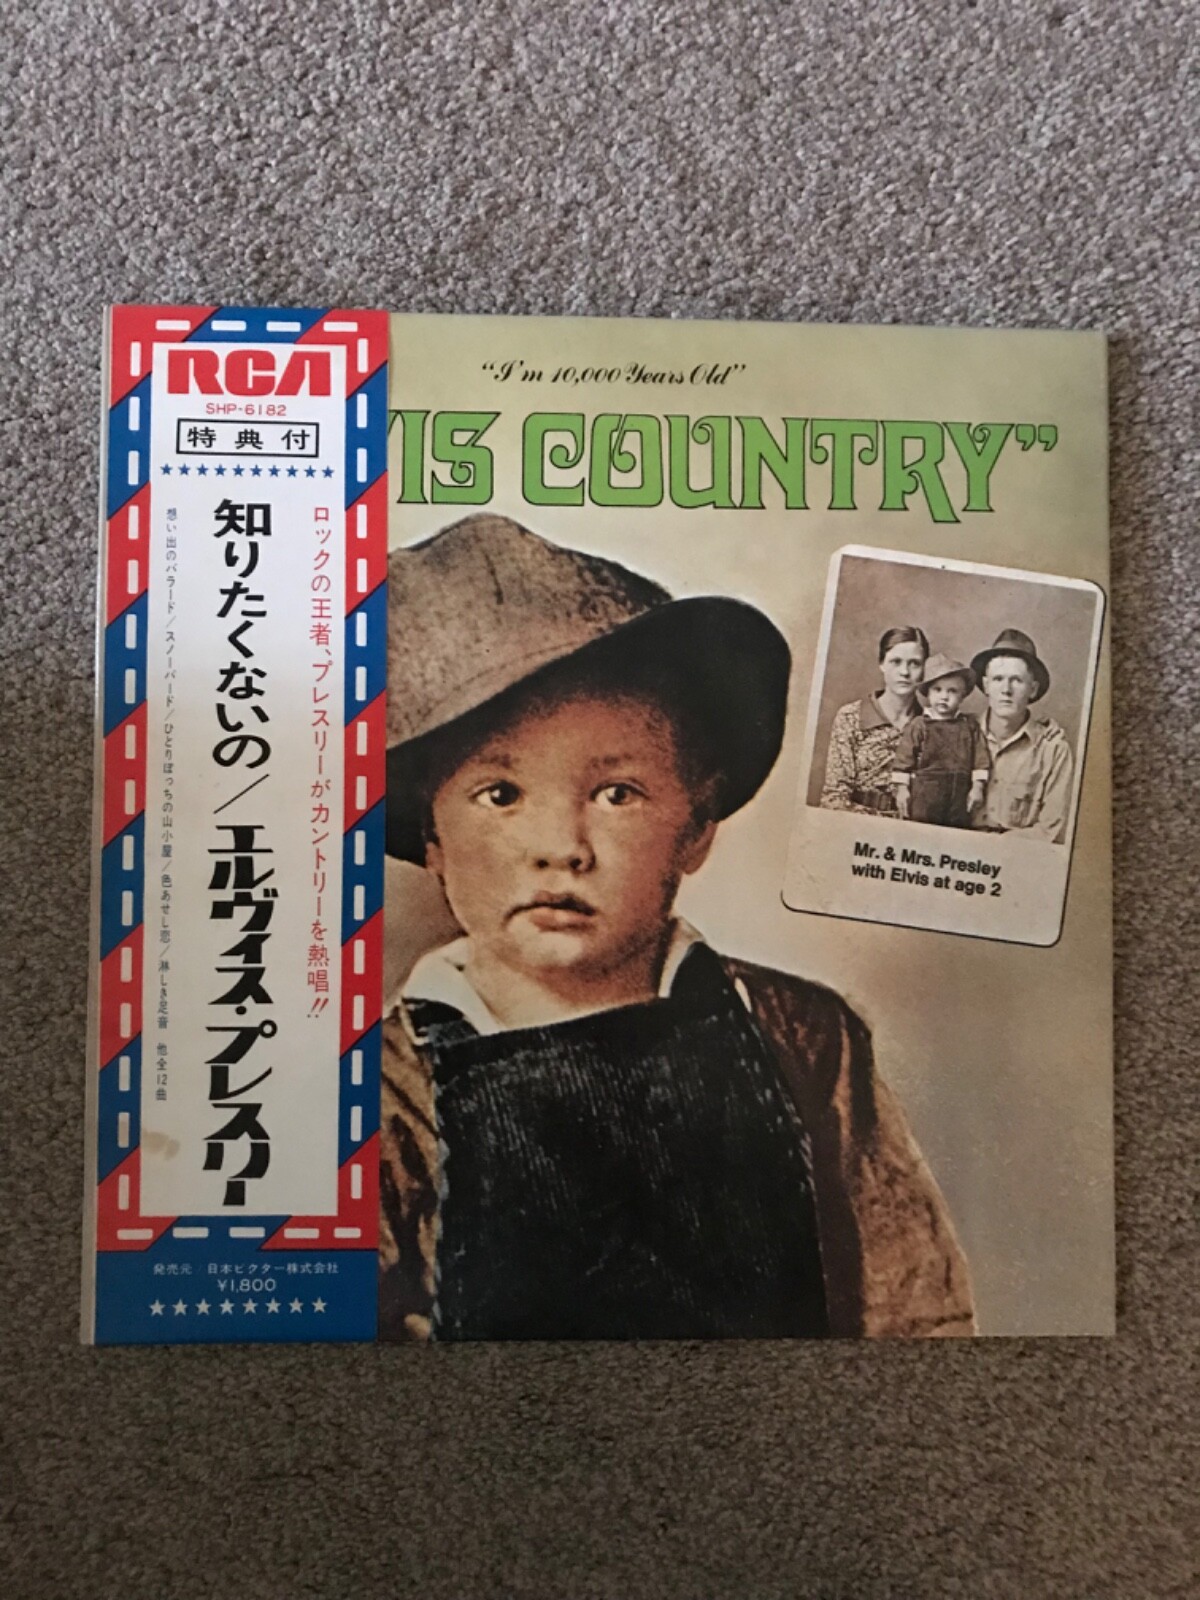 RCA
SHP-6182
特典付
★★★★★★★★★★
ロックの王者、プレスリーがカントリーを熱唱!!
知りたくないの/エルヴィス・プレスリー
想い出のバラード/スノーバード/ひとりぼっちの山小屋/色あせし恋/淋しき足音 他全12曲
発売元/日本ビクター株式会社
¥1,800
★★★★★★★★
“I'm 10,000 Years Old”
VIS COUNTRY”
Mr. & Mrs. Presley
with Elvis at age 2